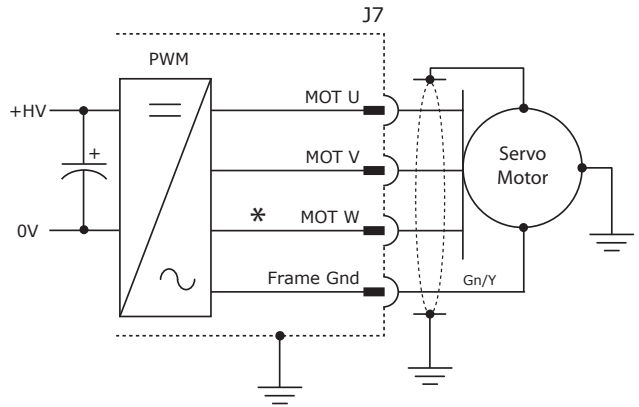 J7
PWM
+HV
MOT U
+
MOT V
Servo
Motor
0V
*
MOT W
Frame Gnd
Gn/Y